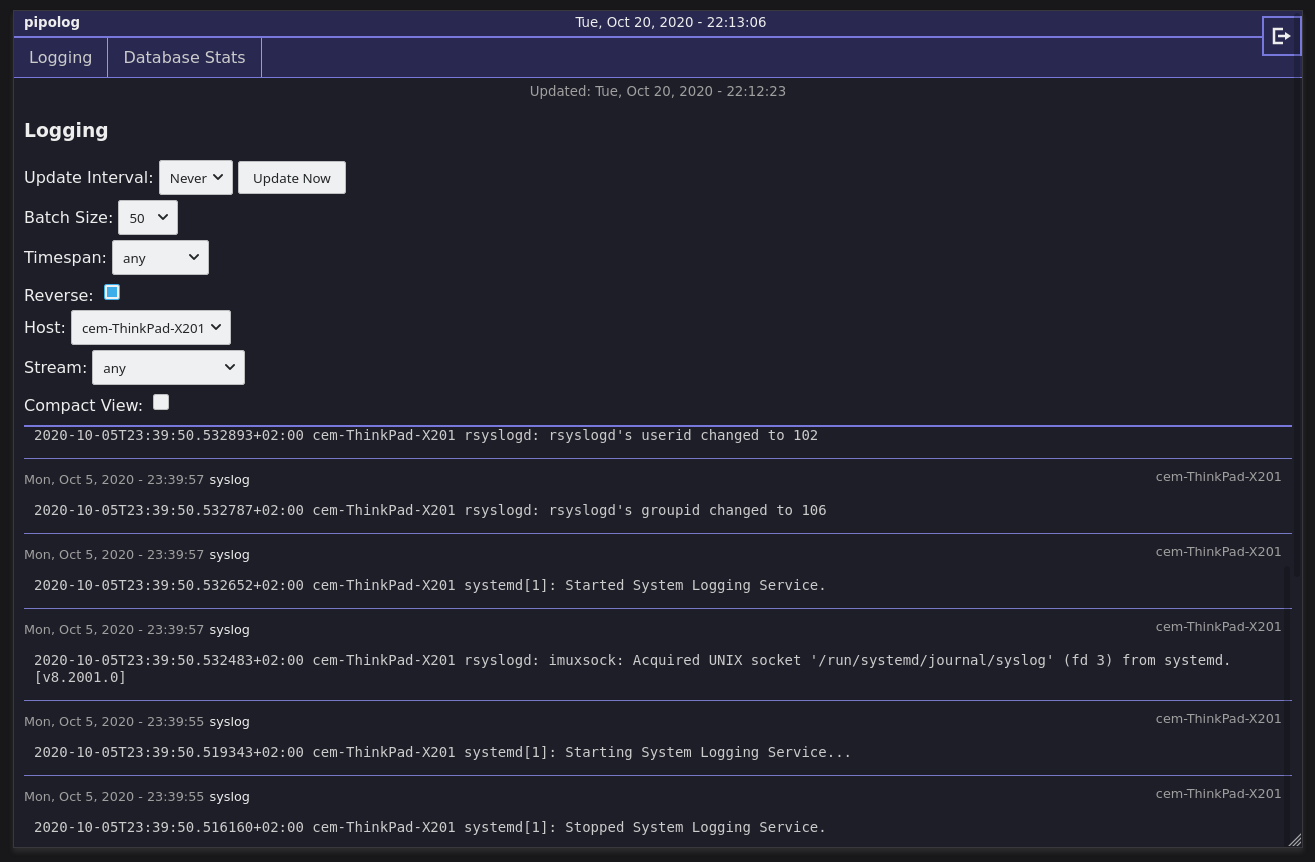 pipolog
Tue, Oct 20, 2020 - 22:13:06
Logging
Database Stats
Updated: Tue, Oct 20, 2020 - 22:12:23
Logging
Update Interval: Never Update Now
Batch Size: 50
Timespan: any
Reverse:
Host: cem-ThinkPad-X201
Stream: any
Compact View:
2020-10-05T23:39:50.532893+02:00 cem-ThinkPad-X201 rsyslogd: rsyslogd's userid changed to 102
Mon, Oct 5, 2020 - 23:39:57 syslog cem-ThinkPad-X201
2020-10-05T23:39:50.532787+02:00 cem-ThinkPad-X201 rsyslogd: rsyslogd's groupid changed to 106
Mon, Oct 5, 2020 - 23:39:57 syslog cem-ThinkPad-X201
2020-10-05T23:39:50.532652+02:00 cem-ThinkPad-X201 systemd[1]: Started System Logging Service.
Mon, Oct 5, 2020 - 23:39:57 syslog cem-ThinkPad-X201
2020-10-05T23:39:50.532483+02:00 cem-ThinkPad-X201 rsyslogd: imuxsock: Acquired UNIX socket '/run/systemd/journal/syslog' (fd 3) from systemd.
[v8.2001.0]
Mon, Oct 5, 2020 - 23:39:55 syslog cem-ThinkPad-X201
2020-10-05T23:39:50.519343+02:00 cem-ThinkPad-X201 systemd[1]: Starting System Logging Service...
Mon, Oct 5, 2020 - 23:39:55 syslog cem-ThinkPad-X201
2020-10-05T23:39:50.516160+02:00 cem-ThinkPad-X201 systemd[1]: Stopped System Logging Service.